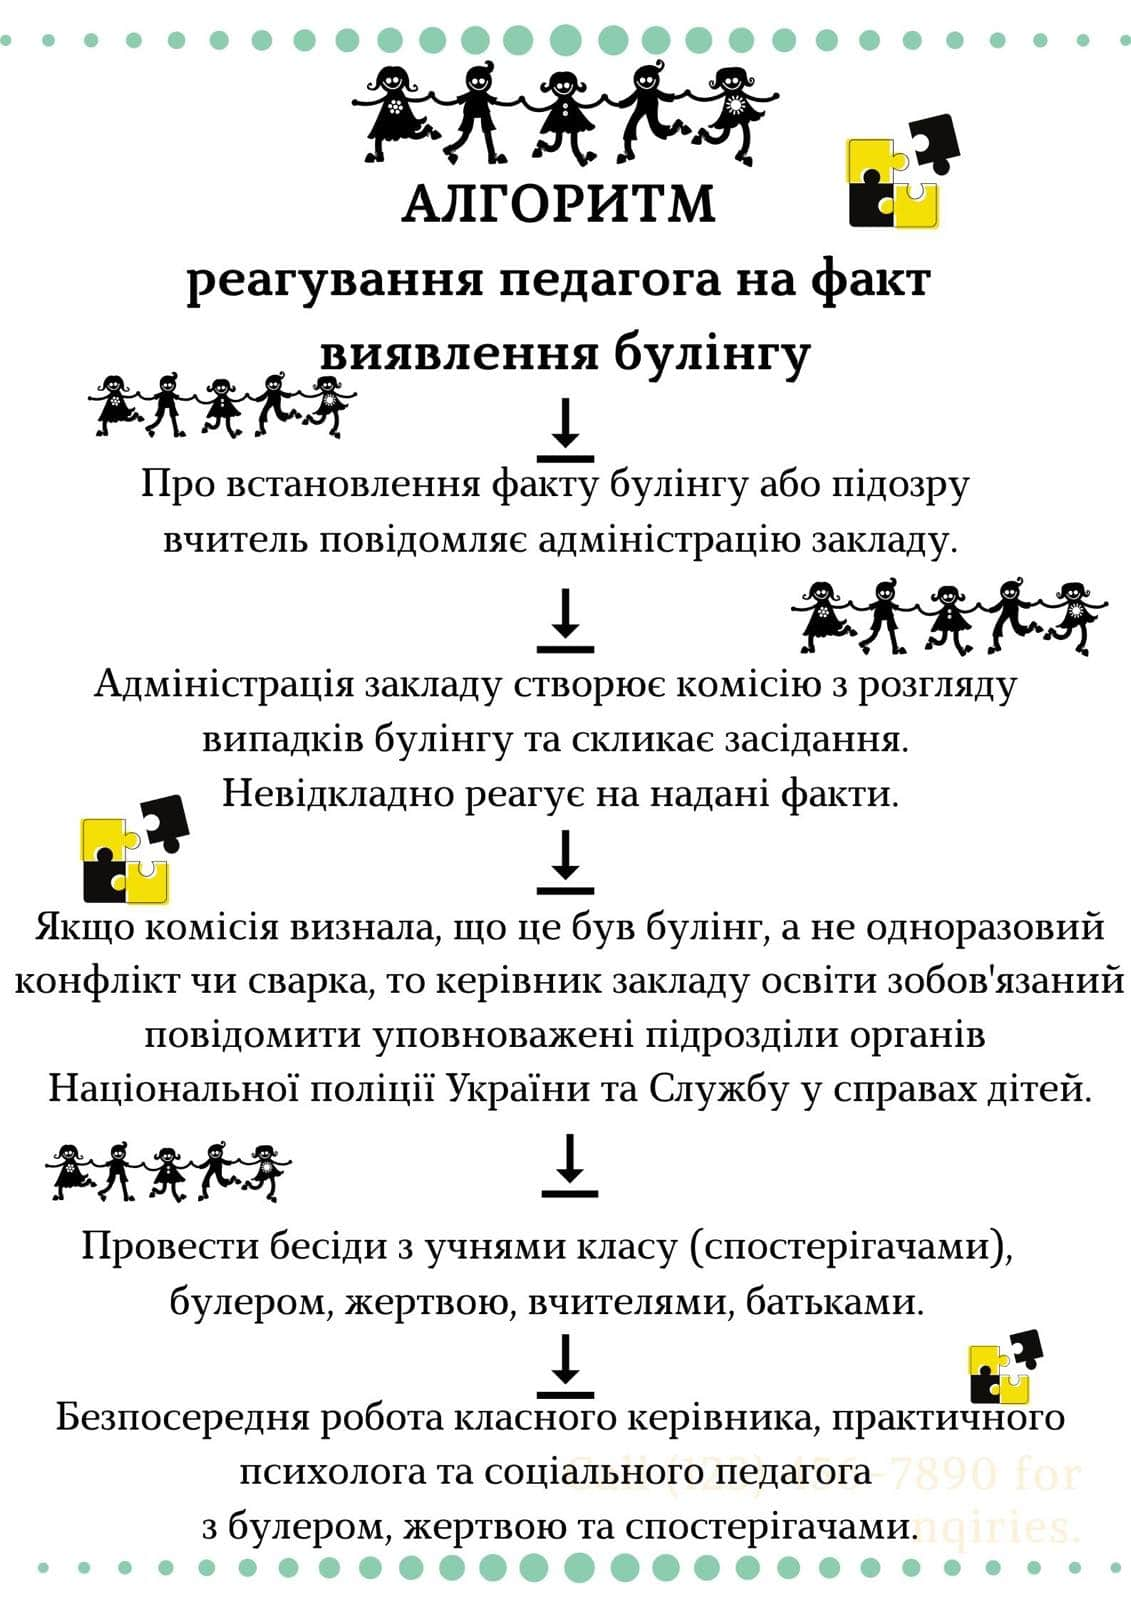 АЛГОРИТМ
реагування педагога на факт
виявлення булінгу
Про встановлення факту булінгу або підозру
вчитель повідомляє адміністрацію закладу.
Адміністрація закладу створює комісію з розгляду
випадків булінгу та скликає засідання.
Невідкладно реагує на надані факти.
Якщо комісія визнала, що це був булінг, а не одноразовий
конфлікт чи сварка, то керівник закладу освіти зобов'язаний
повідомити уповноважені підрозділи органів
Національної поліції України та Службу у справах дітей.
Провести бесіди з учнями класу (спостерігачами),
булером, жертвою, вчителями, батьками.
Безпосередня робота класного керівника, практичного
психолога та соціального педагога
Call (123) 456-7890 for
з булером, жертвою та спостерігачами.
nqiries.